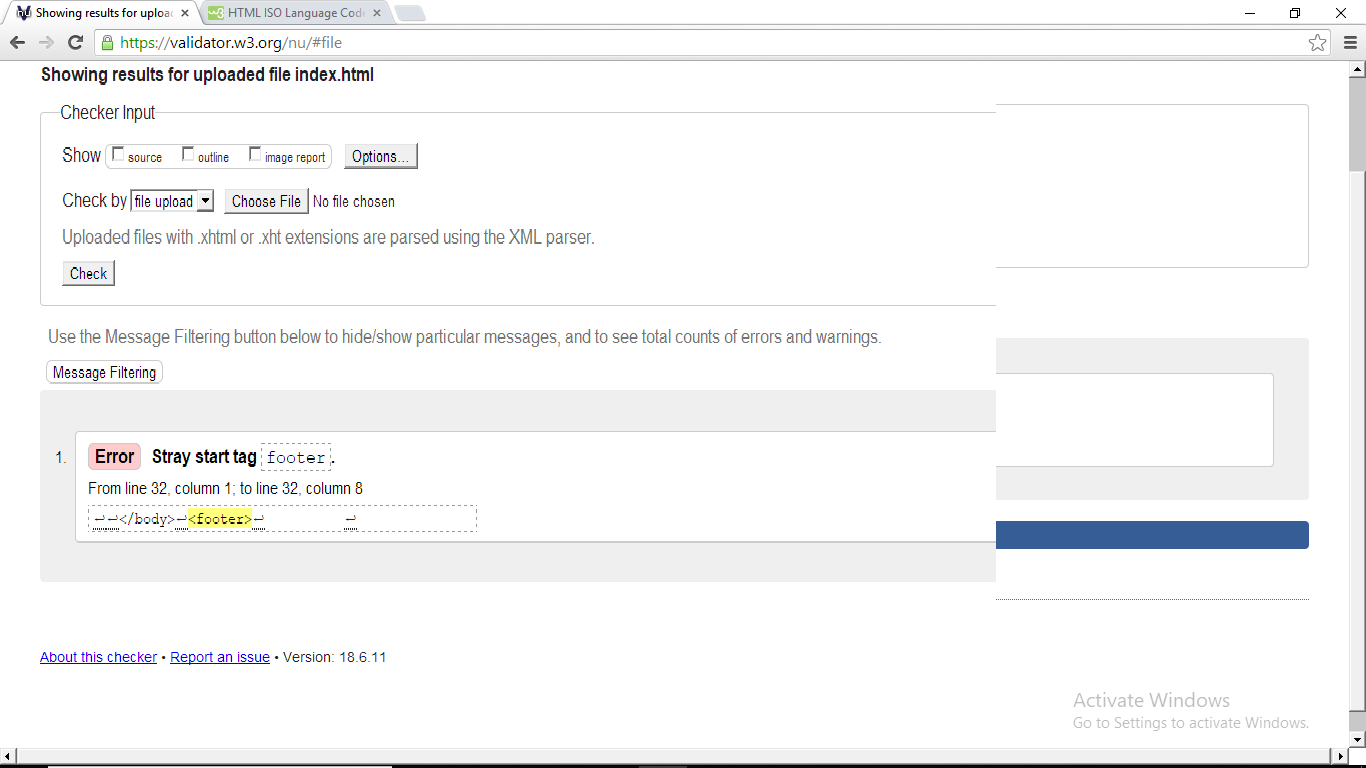 Showing results for uploa
HTML ISO Language Cod
https://validator.w3.org/nu/#file
Showing results for uploaded file index.html
Checker Input
Show source outline image report Options...
Check by file upload Choose File No file chosen
Uploaded files with .xhtml or .xht extensions are parsed using the XML parser.
Check
Use the Message Filtering button below to hide/show particular messages, and to see total counts of errors and warnings.
Message Filtering
1. Error Stray start tag footer.
From line 32, column 1; to line 32, column 8
↩↩</body>↩<footer>↩ ↩
About this checker • Report an issue • Version: 18.6.11
Activate Windows
Go to Settings to activate Windows.